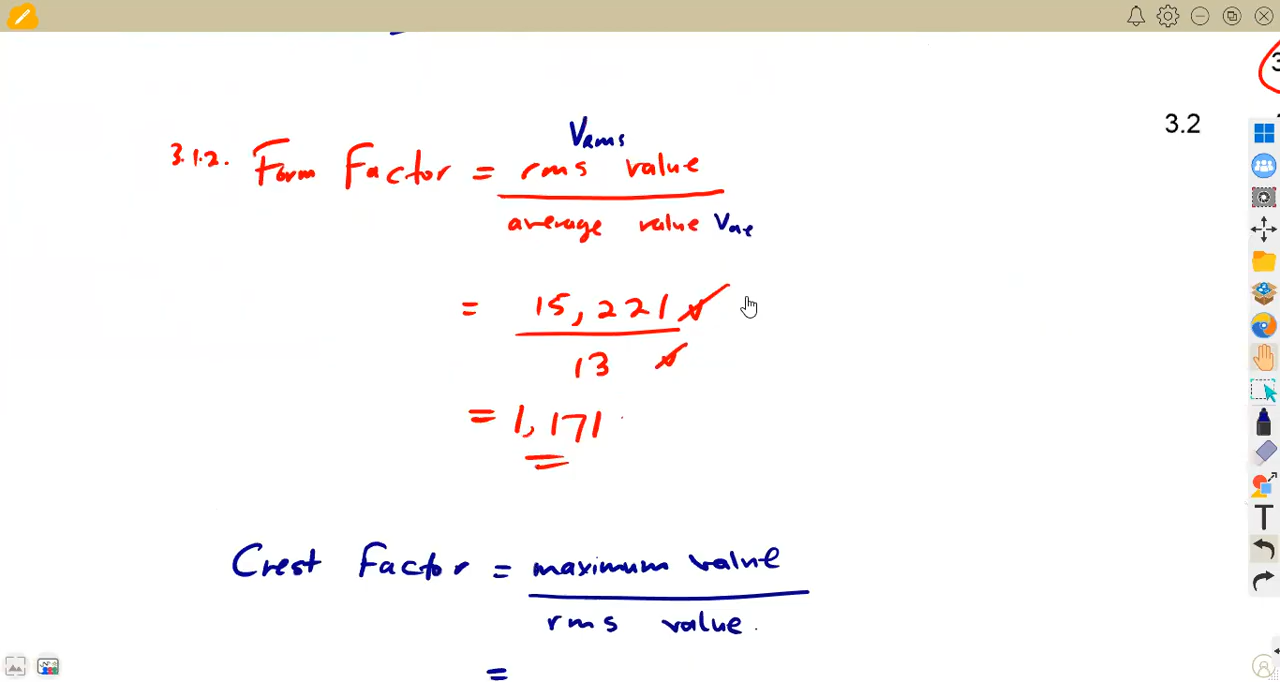 3
3.2
VRms
3.1.2. Form Factor = rms value
average value Vae
= 15,221 v
13 v
= 1,171
Crest Factor = maximum value
rms value.
=
T